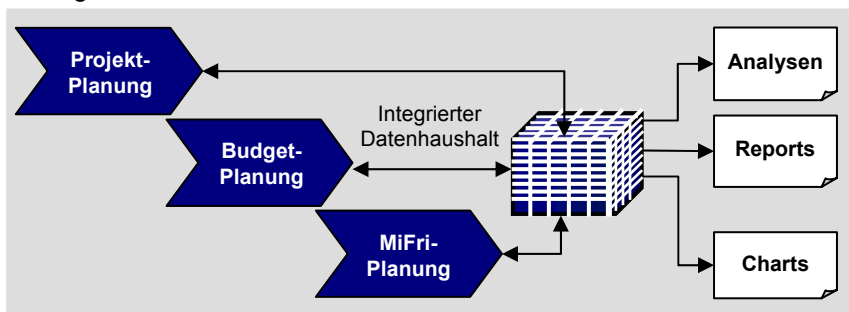 Projekt-
Planung
Budget-
Planung
MiFri-
Planung
Integrierter
Datenhaushalt
Analysen
Reports
Charts